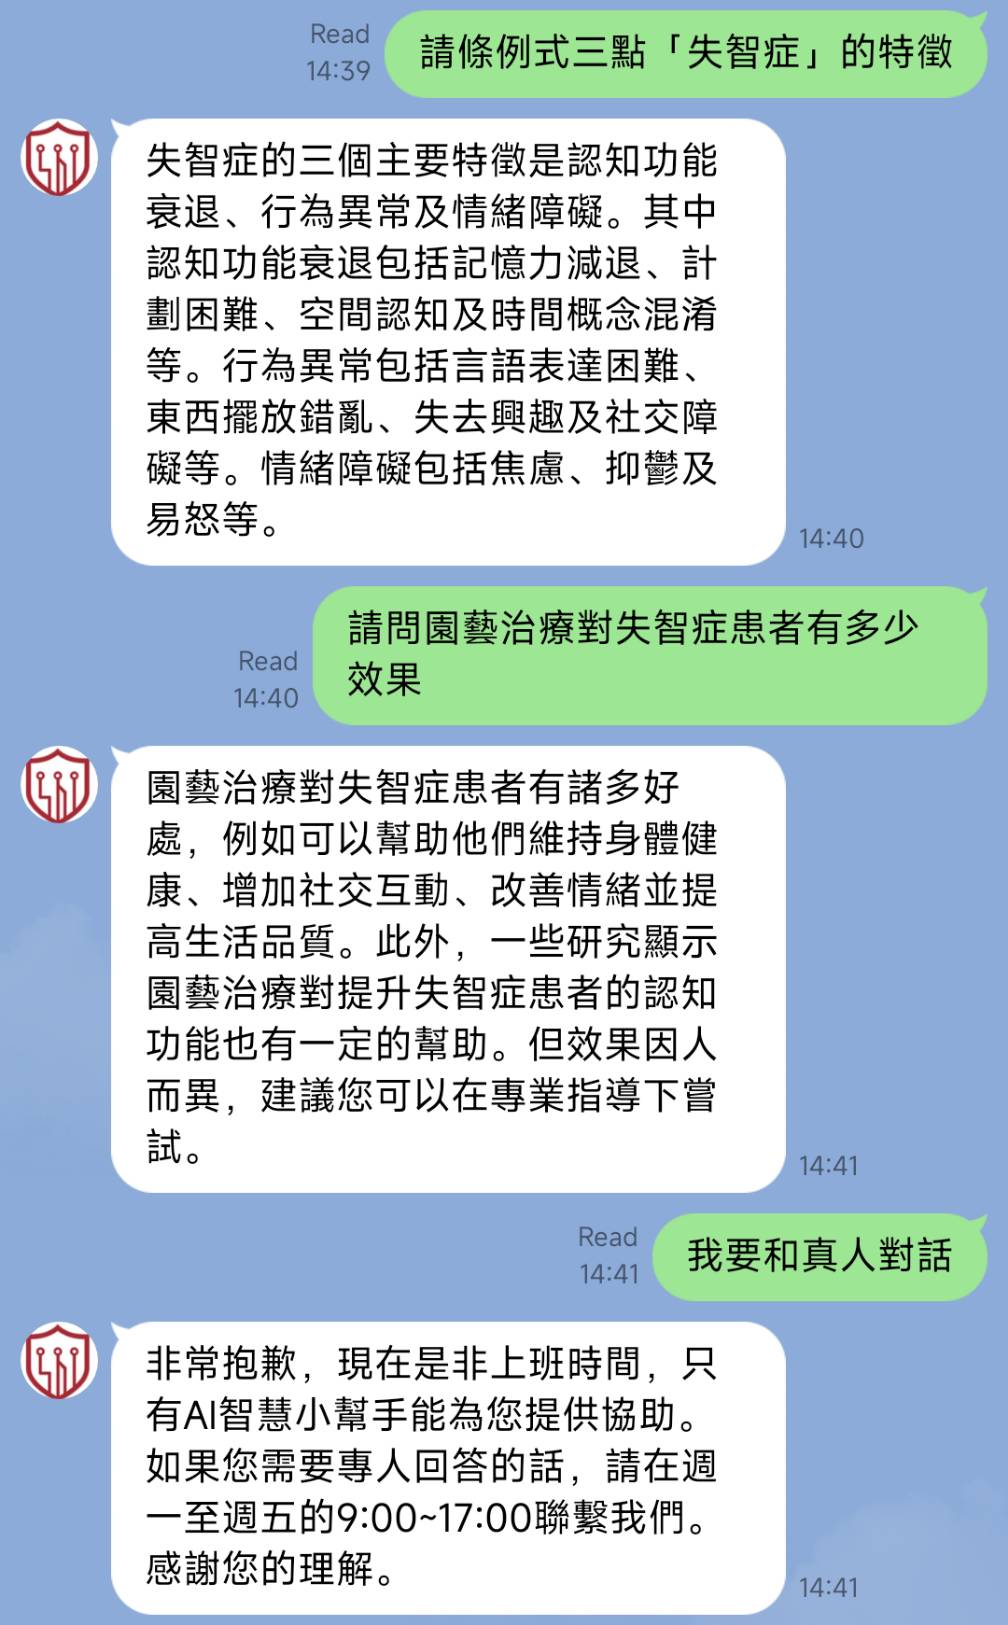 Read
14:39
請條例式三點「失智症」的特徵
失智症的三個主要特徵是認知功能
衰退、行為異常及情緒障礙。其中
認知功能衰退包括記憶力減退、計
劃困難、空間認知及時間概念混淆
等。行為異常包括言語表達困難、
東西擺放錯亂、失去興趣及社交障
礙等。情緒障礙包括焦慮、抑鬱及
易怒等。
14:40
請問園藝治療對失智症患者有多少
效果
Read
14:40
園藝治療對失智症患者有諸多好
處，例如可以幫助他們維持身體健
康、增加社交互動、改善情緒並提
高生活品質。此外，一些研究顯示
園藝治療對提升失智症患者的認知
功能也有一定的幫助。但效果因人
而異，建議您可以在專業指導下嘗
試。
14:41
Read
14:41
我要和真人對話
非常抱歉，現在是非上班時間，只
有AI智慧小幫手能為您提供協助。
如果您需要專人回答的話，請在週
一至週五的9:00~17:00聯繫我們。
感謝您的理解。
14:41